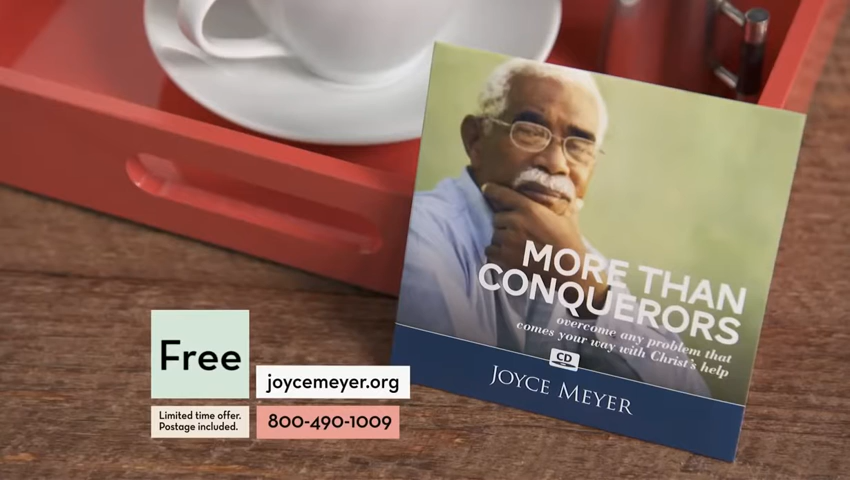 MORE THAN
CONQUERORS
overcome any problem that
comes your way with Christ's help
CD
JOYCE MEYER
Free
joycemeyer.org
Limited time offer.
Postage included.
800-490-1009